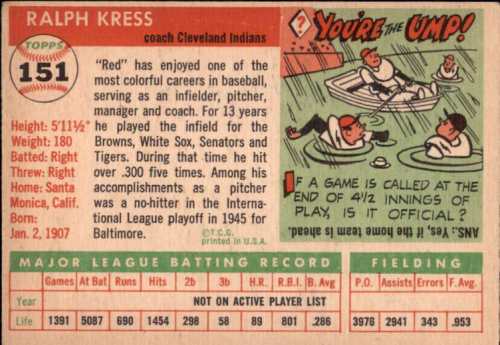 RALPH KRESS
coach Cleveland Indians
TOPPS
151
Height: 5'11½"
Weight: 180
Batted: Right
Threw: Right
Home: Santa
Monica, Calif.
Born:
Jan. 2, 1907
"Red" has enjoyed one of the
most colorful careers in baseball,
serving as an infielder, pitcher,
manager and coach. For 13 years
he played the infield for the
Browns, White Sox, Senators and
Tigers. During that time he hit
over .300 five times. Among his
accomplishments as a pitcher
was a no-hitter in the Interna-
tional League playoff in 1945 for
Baltimore.
©T.C.G.
printed in U.S.A.
?
YOU'RE THE UMP!
IF A GAME IS CALLED AT THE
END OF 4½ INNINGS OF
PLAY, IS IT OFFICIAL?
ANS.: Yes, if the home team is ahead.
MAJOR LEAGUE BATTING RECORD
FIELDING
Games At Bat Runs Hits 2b 3b H.R. R.B.I. B. Avg P.O. Assists Errors F. Avg.
Year NOT ON ACTIVE PLAYER LIST
Life 1391 5087 690 1454 298 58 89 801 .286 3976 2941 343 .953